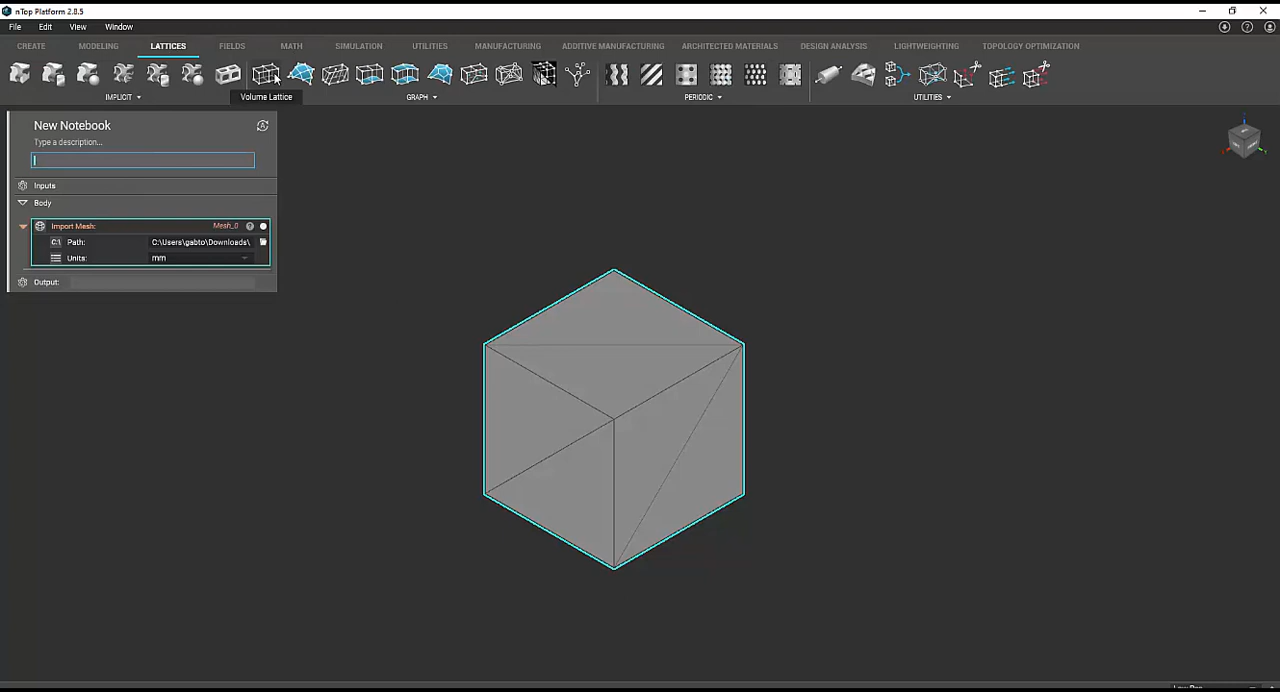 nTop Platform 2.8.5
File Edit View Window
CREATE MODELING LATTICES FIELDS MATH SIMULATION UTILITIES MANUFACTURING ADDITIVE MANUFACTURING ARCHITECTED MATERIALS DESIGN ANALYSIS LIGHTWEIGHTING TOPOLOGY OPTIMIZATION
IMPLICIT Volume Lattice GRAPH PERIODIC UTILITIES
New Notebook
Type a description...
Inputs
Body
Import Mesh: Mesh_0
C:\ Path: C:\Users\gabto\Downloads\
Units: mm
Output: